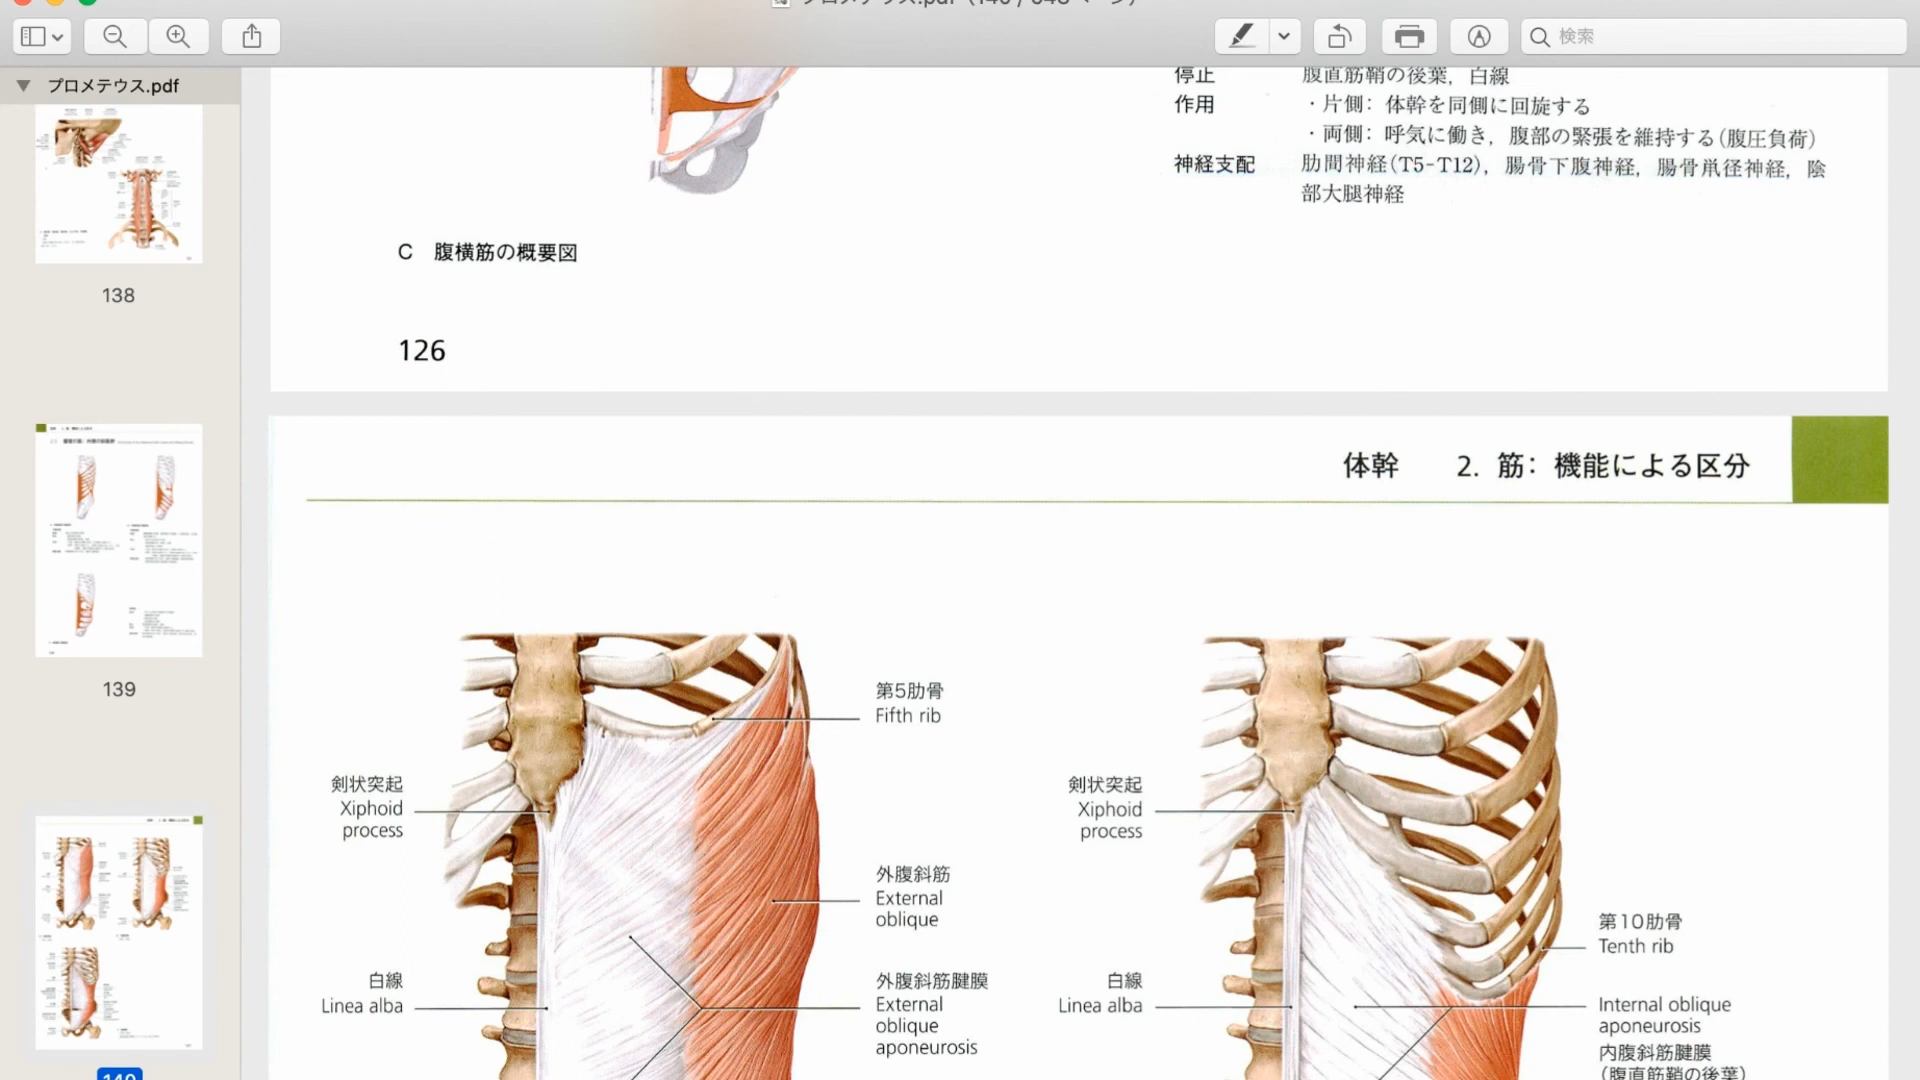 検索
プロメテウス.pdf
138
139
140
停止 腹直筋鞘の後葉，白線
作用 ・片側：体幹を同側に回旋する
・両側：呼気に働き，腹部の緊張を維持する（腹圧負荷）
神経支配 肋間神経（T5-T12），腸骨下腹神経，腸骨鼡径神経，陰
部大腿神経
C 腹横筋の概要図
126
体幹 2. 筋：機能による区分
第5肋骨
Fifth rib
剣状突起
Xiphoid
process
外腹斜筋
External
oblique
白線
Linea alba
外腹斜筋腱膜
External
oblique
aponeurosis
剣状突起
Xiphoid
process
第10肋骨
Tenth rib
白線
Linea alba
Internal oblique
aponeurosis
内腹斜筋腱膜
（腹直筋鞘の後葉）